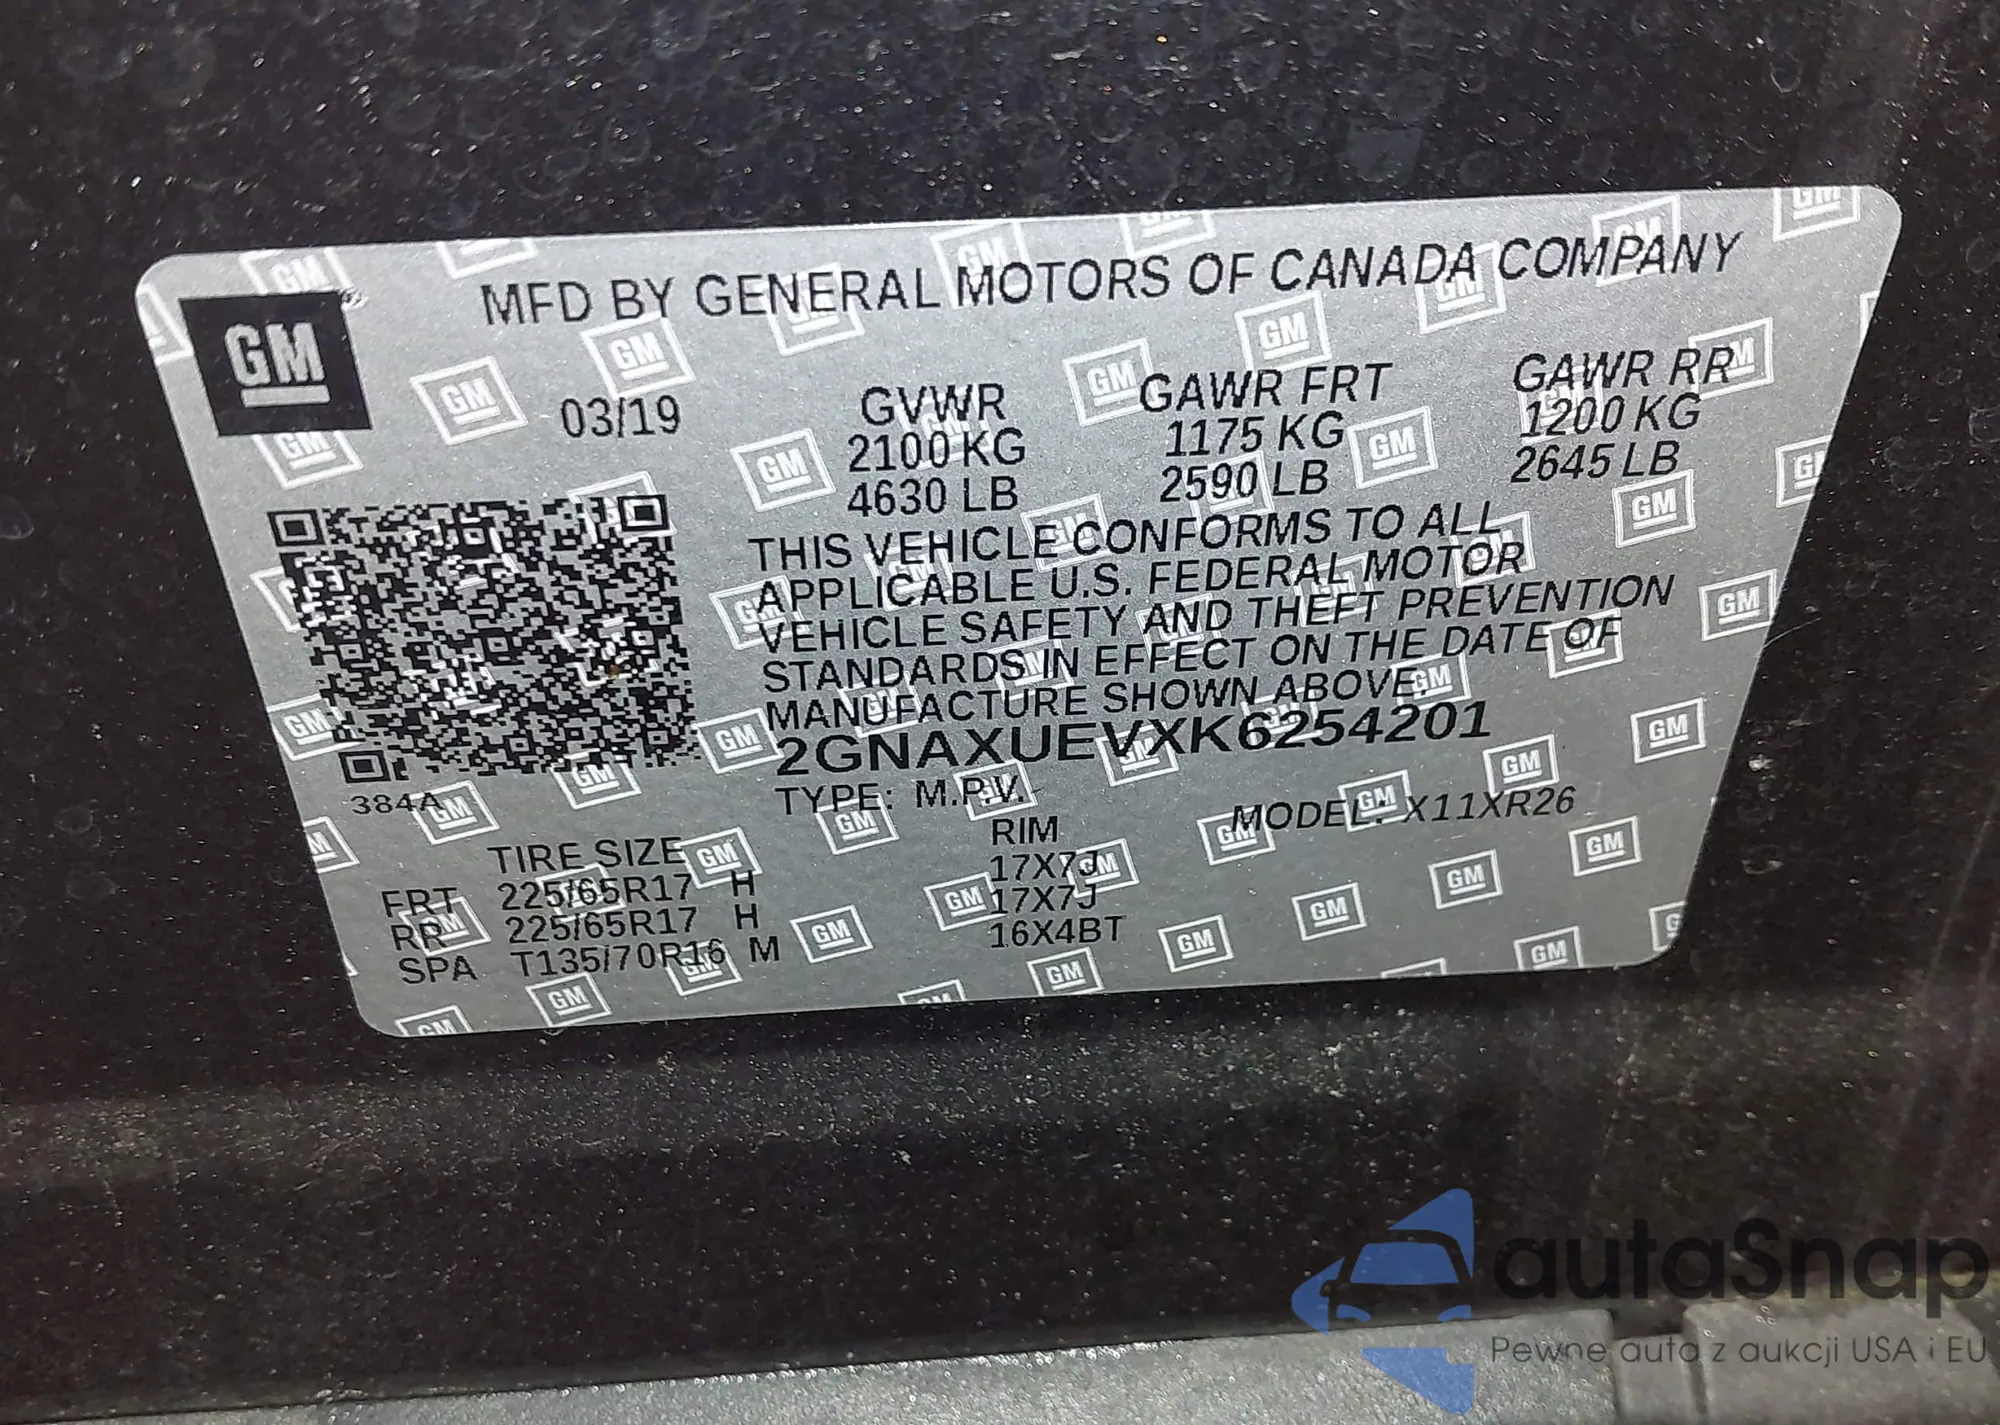 MFD BY GENERAL MOTORS OF CANADA COMPANY
GM
03/19
GVWR GAWR FRT GAWR RR
2100 KG 1175 KG 1200 KG
4630 LB 2590 LB 2645 LB
THIS VEHICLE CONFORMS TO ALL
APPLICABLE U.S. FEDERAL MOTOR
VEHICLE SAFETY AND THEFT PREVENTION
STANDARDS IN EFFECT ON THE DATE OF
MANUFACTURE SHOWN ABOVE.
2GNAXUEVXK6254201
384A
TYPE: M.P.V. MODEL: X11XR26
TIRE SIZE RIM
FRT 225/65R17 H 17X7J
RR 225/65R17 H 17X7J
SPA T135/70R16 M 16X4BT
autaSnap
Pewne auta z aukcji USA i EU